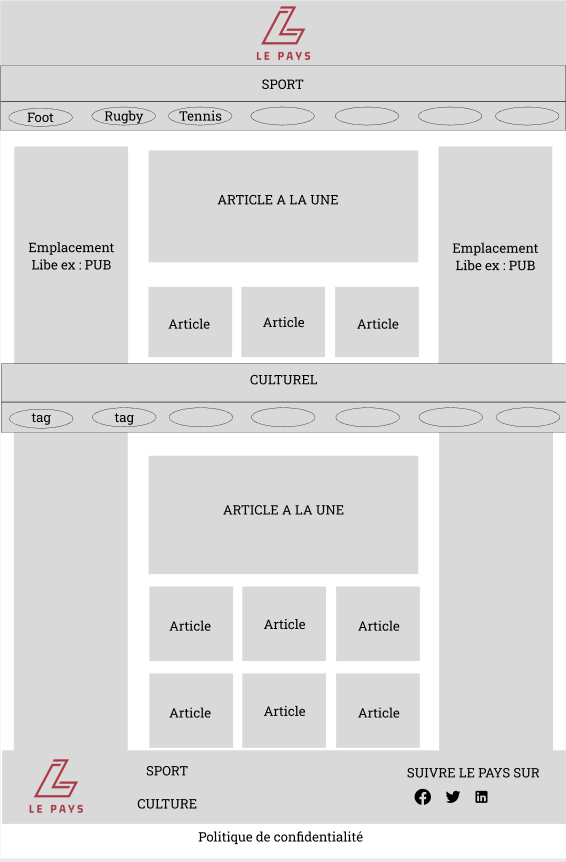 LE PAYS
SPORT
Foot
Rugby
Tennis
ARTICLE A LA UNE
Emplacement
Libe ex : PUB
Emplacement
Libe ex : PUB
Article
Article
Article
CULTUREL
tag
tag
ARTICLE A LA UNE
Article
Article
Article
Article
Article
Article
LE PAYS
SPORT
CULTURE
SUIVRE LE PAYS SUR
Politique de confidentialité